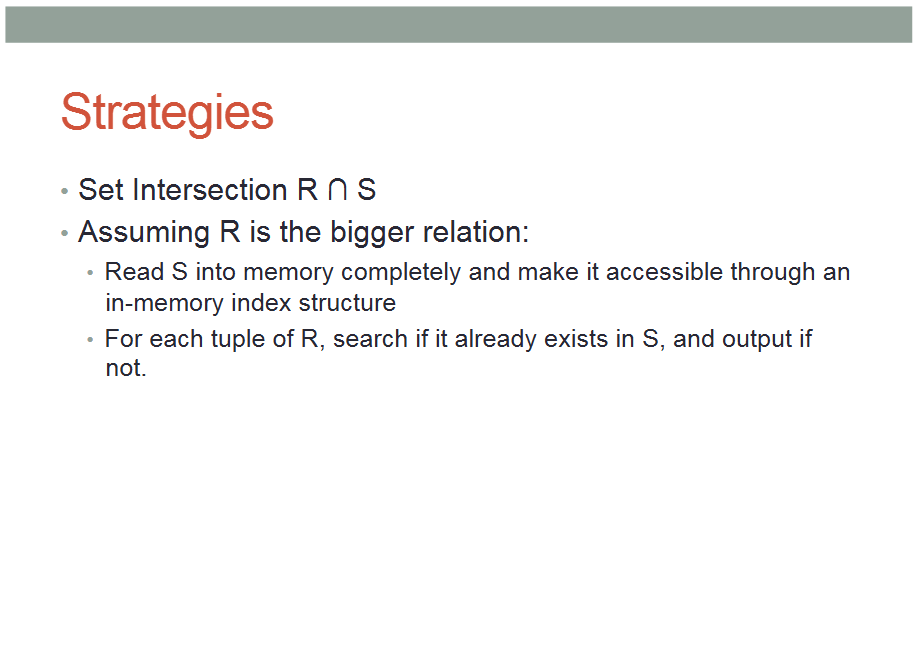 Strategies
• Set Intersection R ∩ S
• Assuming R is the bigger relation:
• Read S into memory completely and make it accessible through an
in-memory index structure
• For each tuple of R, search if it already exists in S, and output if
not.